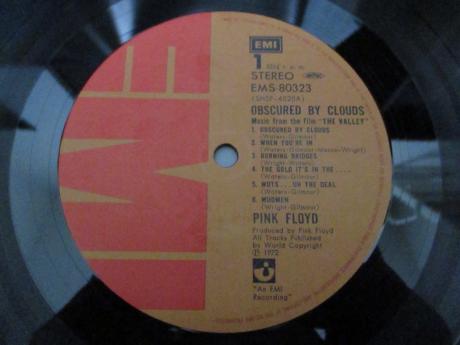 EMI
1
STEREO
EMS-80323
(SHSP-4020A)
OBSCURED BY CLOUDS
Music from the film "THE VALLEY"
1. OBSCURED BY CLOUDS
(Waters-Gilmour)
2. WHEN YOU'RE IN
(Waters-Gilmour-Mason-Wright)
3. BURNING BRIDGES
(Wright-Waters)
4. THE GOLD IT'S IN THE....
(Waters-Gilmour)
5. WOTS...UH THE DEAL
(Waters-Gilmour)
6. MUDMEN
(Wright-Gilmour)
PINK FLOYD
Produced by Pink Floyd
All Tracks Published
by World Copyright
℗ 1972
"An EMI
Recording"
EMI